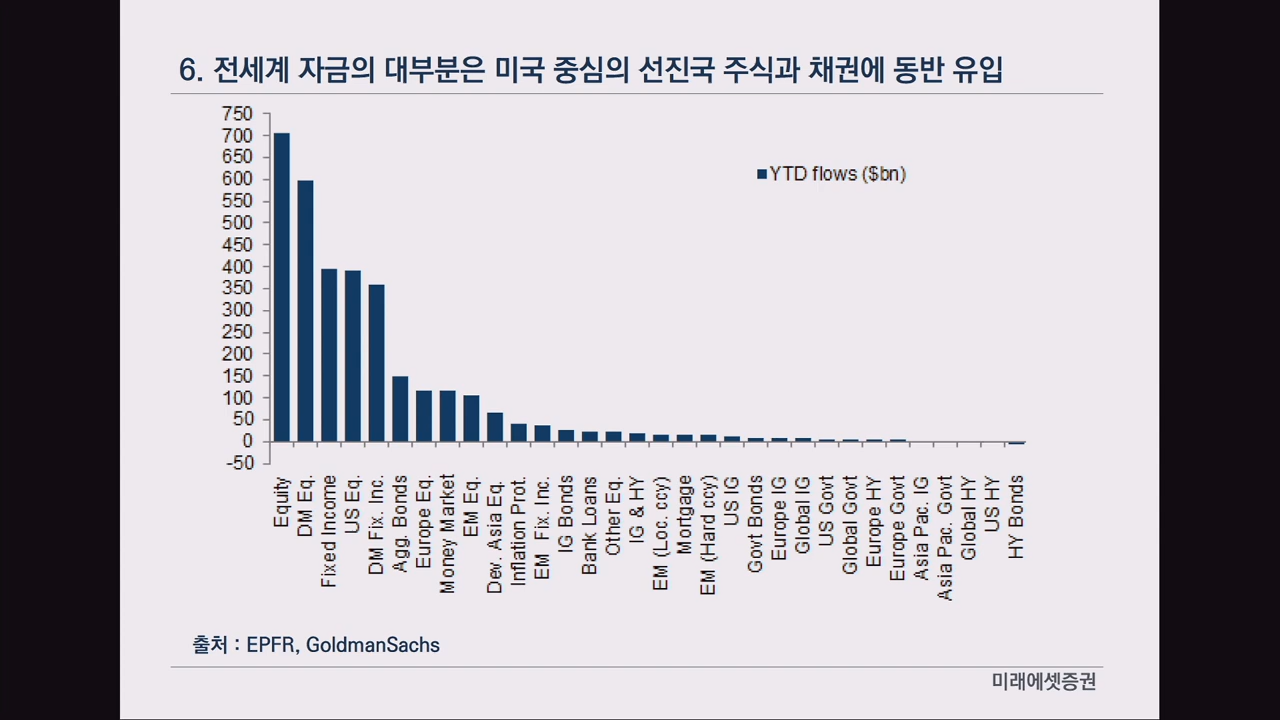 6. 전세계 자금의 대부분은 미국 중심의 선진국 주식과 채권에 동반 유입
750
700
650
600
550
500
450
400
350
300
250
200
150
100
50
0
-50
YTD flows ($bn)
Equity
DM Eq.
Fixed Income
US Eq.
DM Fix. Inc.
Agg. Bonds
Europe Eq.
Money Market
EM Eq.
Dev. Asia Eq.
Inflation Prot.
EM Fix. Inc.
IG Bonds
Bank Loans
Other Eq.
IG & HY
EM (Loc. ccy)
Mortgage
EM (Hard ccy)
US IG
Govt Bonds
Europe IG
Global IG
US Govt
Global Govt
Europe HY
Europe Govt
Asia Pac. IG
Asia Pac. Govt
Global HY
US HY
HY Bonds
출처 : EPFR, GoldmanSachs
미래에셋증권